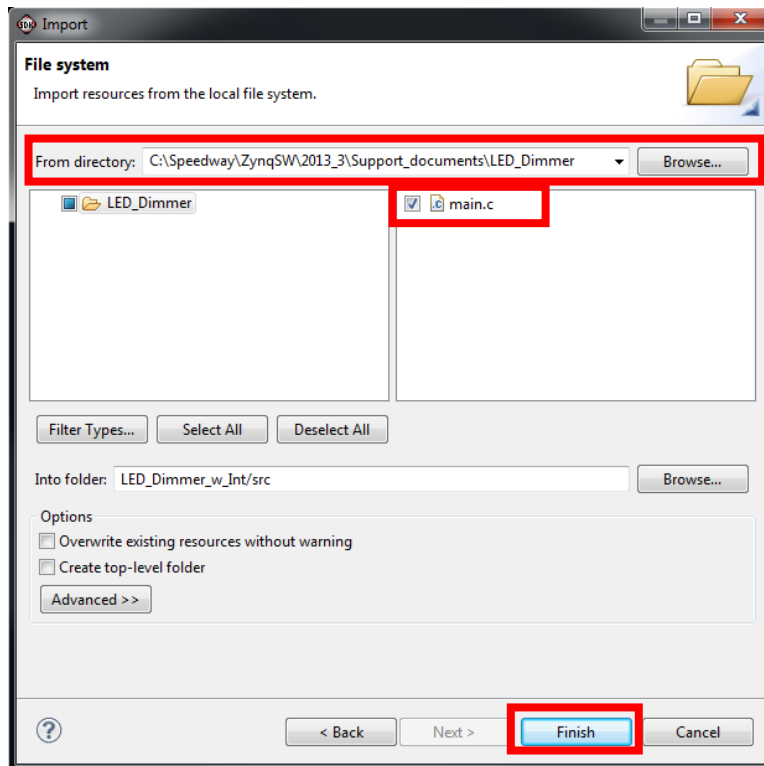 SDK Import
File system
Import resources from the local file system.
From directory: C:\Speedway\ZynqSW\2013_3\Support_documents\LED_Dimmer Browse...
LED_Dimmer .c main.c
Filter Types... Select All Deselect All
Into folder: LED_Dimmer_w_Int/src Browse...
Options
Overwrite existing resources without warning
Create top-level folder
Advanced >>
? < Back Next > Finish Cancel